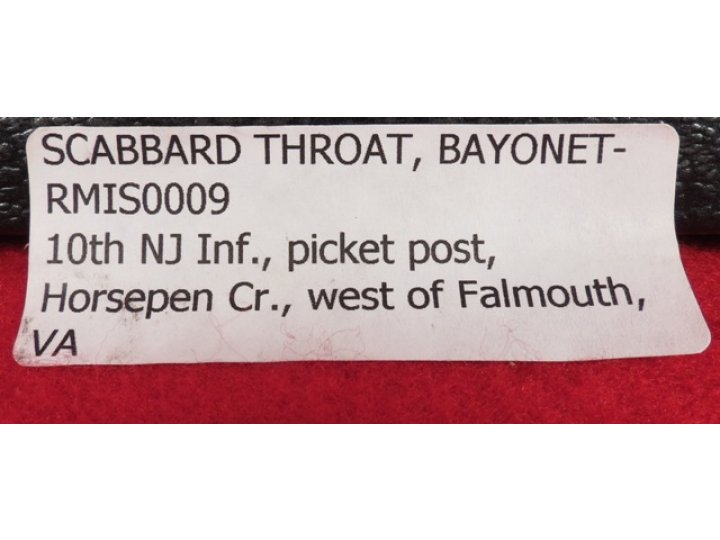 SCABBARD THROAT, BAYONET-
RMIS0009
10th NJ Inf., picket post,
Horsepen Cr., west of Falmouth,
VA